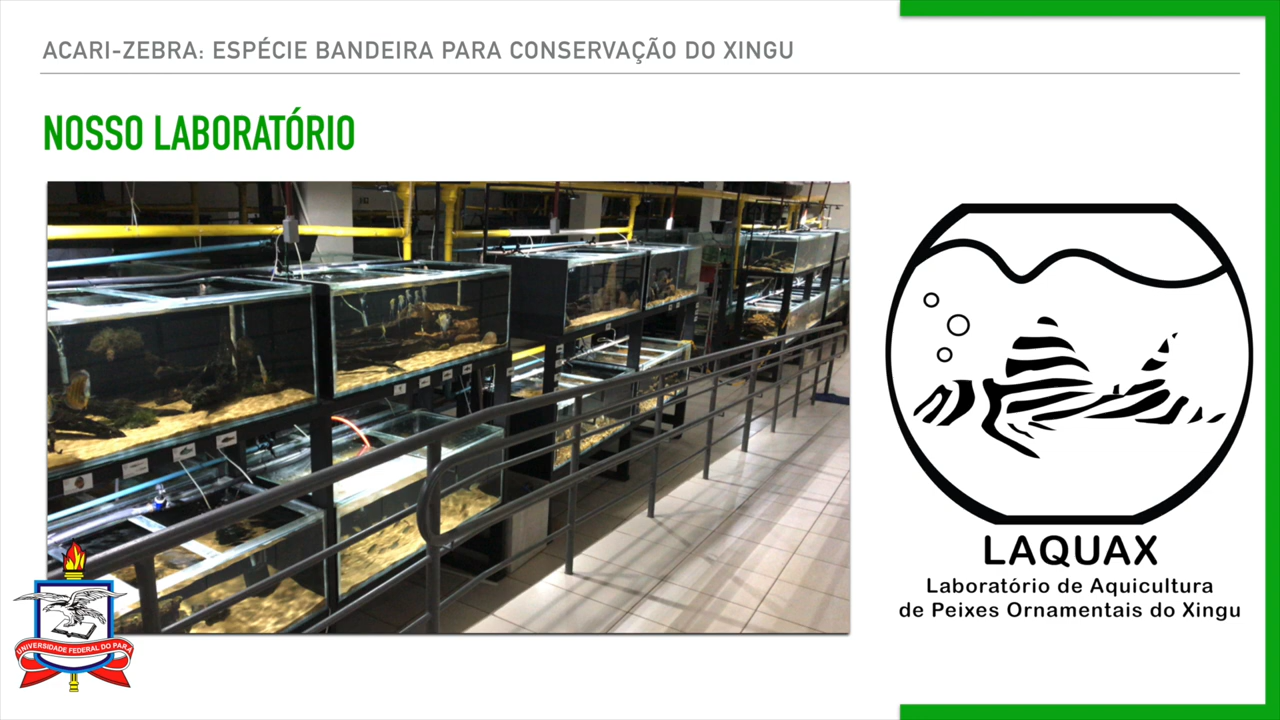 ACARI-ZEBRA: ESPÉCIE BANDEIRA PARA CONSERVAÇÃO DO XINGU
NOSSO LABORATÓRIO
LAQUAX
Laboratório de Aquicultura
de Peixes Ornamentais do Xingu
UNIVERSIDADE FEDERAL DO PARÁ